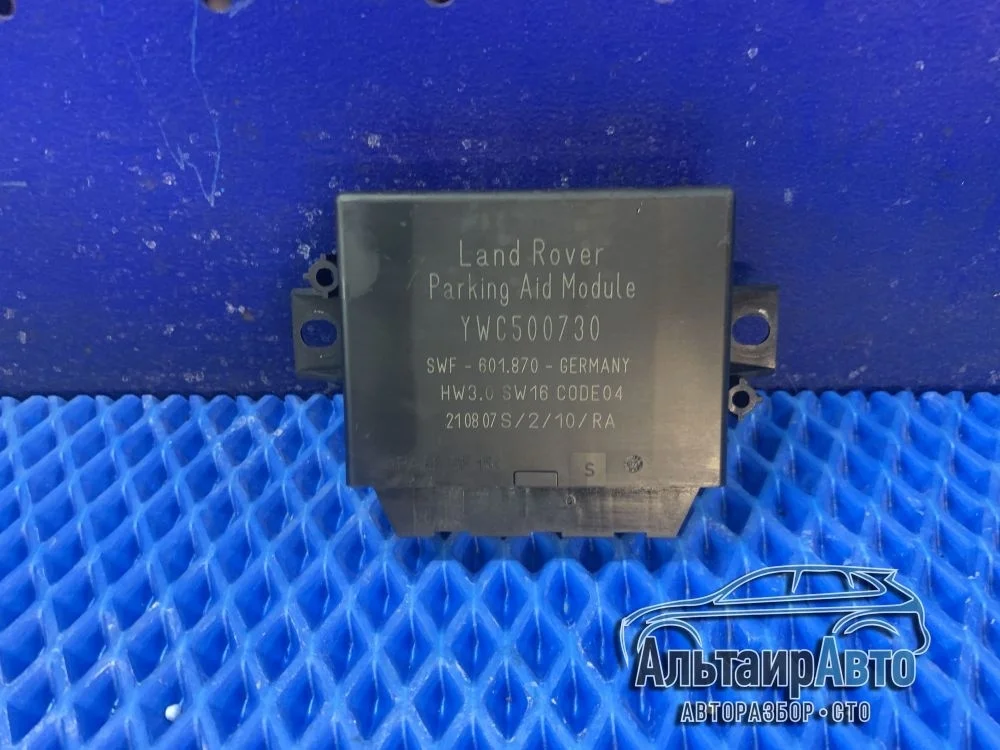 Land Rover
Parking Aid Module
YWC500730
SWF - 601.870 - GERMANY
HW3.0 SW16 CODE04
210807S/2/10/RA
S
АльтаирАвто
АВТОРАЗБОР·СТО